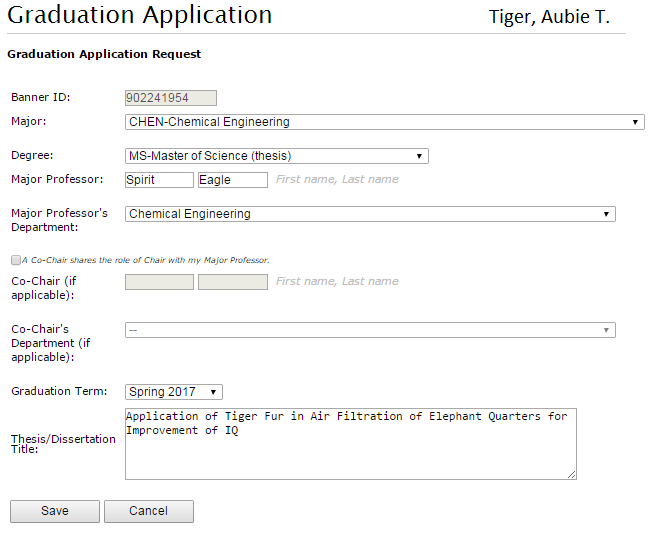 Graduation Application Tiger, Aubie T.
Graduation Application Request
Banner ID: 902241954
Major: CHEN-Chemical Engineering
Degree: MS-Master of Science (thesis)
Major Professor: Spirit Eagle First name, Last name
Major Professor's Department: Chemical Engineering
A Co-Chair shares the role of Chair with my Major Professor.
Co-Chair (if applicable): First name, Last name
Co-Chair's Department (if applicable): --
Graduation Term: Spring 2017
Thesis/Dissertation Title:
Application of Tiger Fur in Air Filtration of Elephant Quarters for
Improvement of IQ
Save Cancel